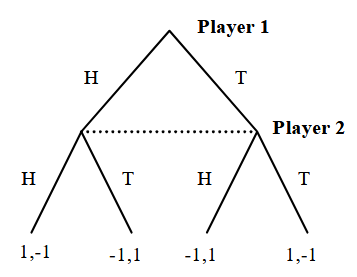 Player 1
H T
Player 2
H T H T
1,-1 -1,1 -1,1 1,-1